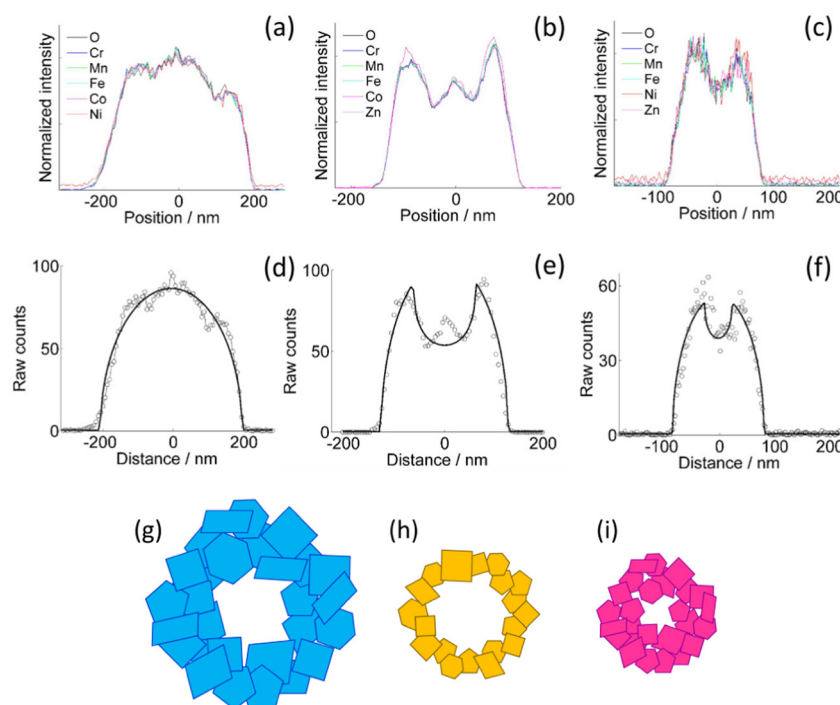 (a)
Normalized intensity
O
Cr
Mn
Fe
Co
Ni
-200
0
200
Position / nm
(b)
Normalized intensity
O
Cr
Mn
Fe
Co
Zn
-200
0
200
Position / nm
(c)
Normalized intensity
O
Cr
Mn
Fe
Ni
Zn
-100
0
100
200
Position / nm
(d)
Raw counts
100
50
0
-200
0
200
Distance / nm
(e)
Raw counts
100
50
0
-200
0
200
Distance / nm
(f)
Raw counts
60
30
0
-100
0
100
200
Distance / nm
(g)
(h)
(i)